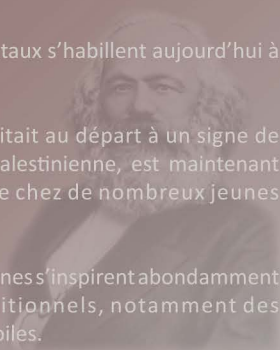 taux s’habillent aujourd’hui à
itait au départ à un signe de
alestinienne, est maintenant
e chez de nombreux jeunes
nes s’inspirent abondamment
itionnels, notamment des
oiles.